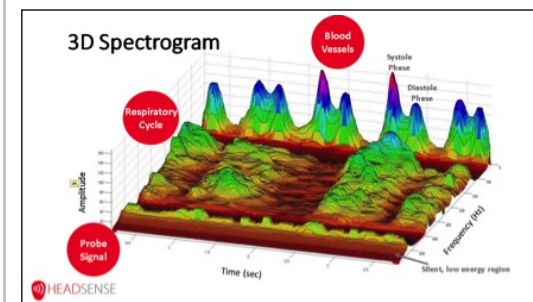 3D Spectrogram
Blood
Vessels
Systole
Phase
Diastole
Phase
Respiratory
Cycle
Amplitude
Frequency (Hz)
Probe
Signal
Time (sec)
Silent, low energy region
HEADSENSE